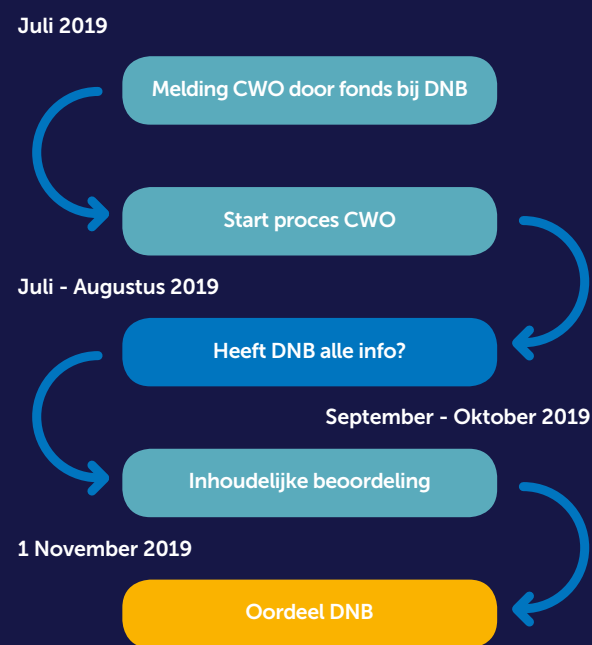 Juli 2019
Melding CWO door fonds bij DNB
Start proces CWO
Juli - Augustus 2019
Heeft DNB alle info?
September - Oktober 2019
Inhoudelijke beoordeling
1 November 2019
Oordeel DNB